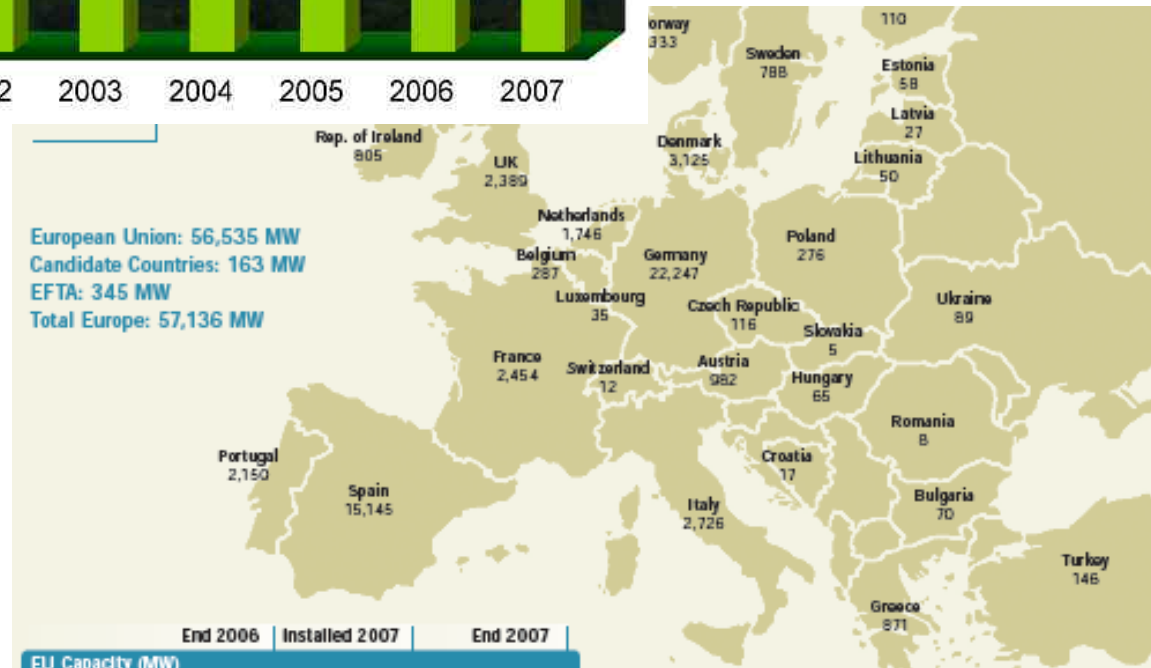 2 2003 2004 2005 2006 2007
110
orway
333
Sweden
788
Estonia
58
Latvia
27
Lithuania
50
Rep. of Ireland
805
UK
2,389
Denmark
3,125
Netherlands
1,746
Belgium
287
Luxembourg
35
Germany
22,247
Poland
276
European Union: 56,535 MW
Candidate Countries: 163 MW
EFTA: 345 MW
Total Europe: 57,136 MW
Czech Republic
116
Slovakia
5
Ukraine
89
France
2,454
Switzerland
12
Austria
982
Hungary
65
Romania
8
Portugal
2,150
Spain
15,145
Croatia
17
Italy
2,726
Bulgaria
70
Turkey
146
Greece
871
End 2006 Installed 2007 End 2007
EU Capacity (MW)